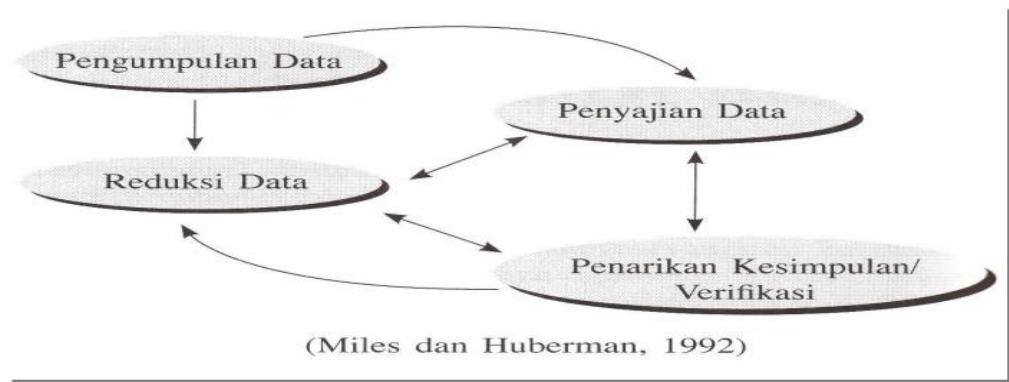 Pengumpulan Data
Penyajian Data
Reduksi Data
Penarikan Kesimpulan/
Verifikasi
(Miles dan Huberman, 1992)